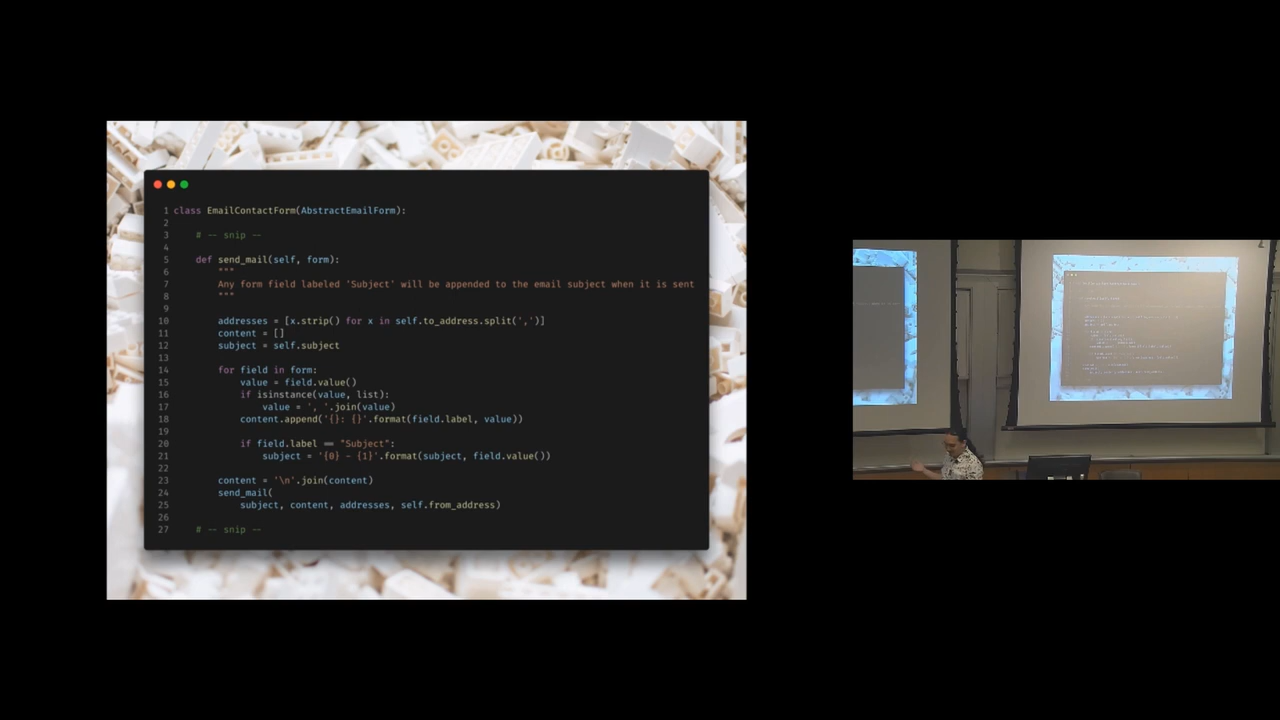 1 class EmailContactForm(AbstractEmailForm):
2
3     # -- snip --
4
5     def send_mail(self, form):
6         """
7         Any form field labeled 'Subject' will be appended to the email subject when it is sent
8         """
9
10         addresses = [x.strip() for x in self.to_address.split(',')]
11         content = []
12         subject = self.subject
13
14         for field in form:
15             value = field.value()
16             if isinstance(value, list):
17                 value = ', '.join(value)
18             content.append('{}: {}'.format(field.label, value))
19
20             if field.label == "Subject":
21                 subject = '{0} - {1}'.format(subject, field.value())
22
23         content = '\n'.join(content)
24         send_mail(
25             subject, content, addresses, self.from_address)
26
27     # -- snip --